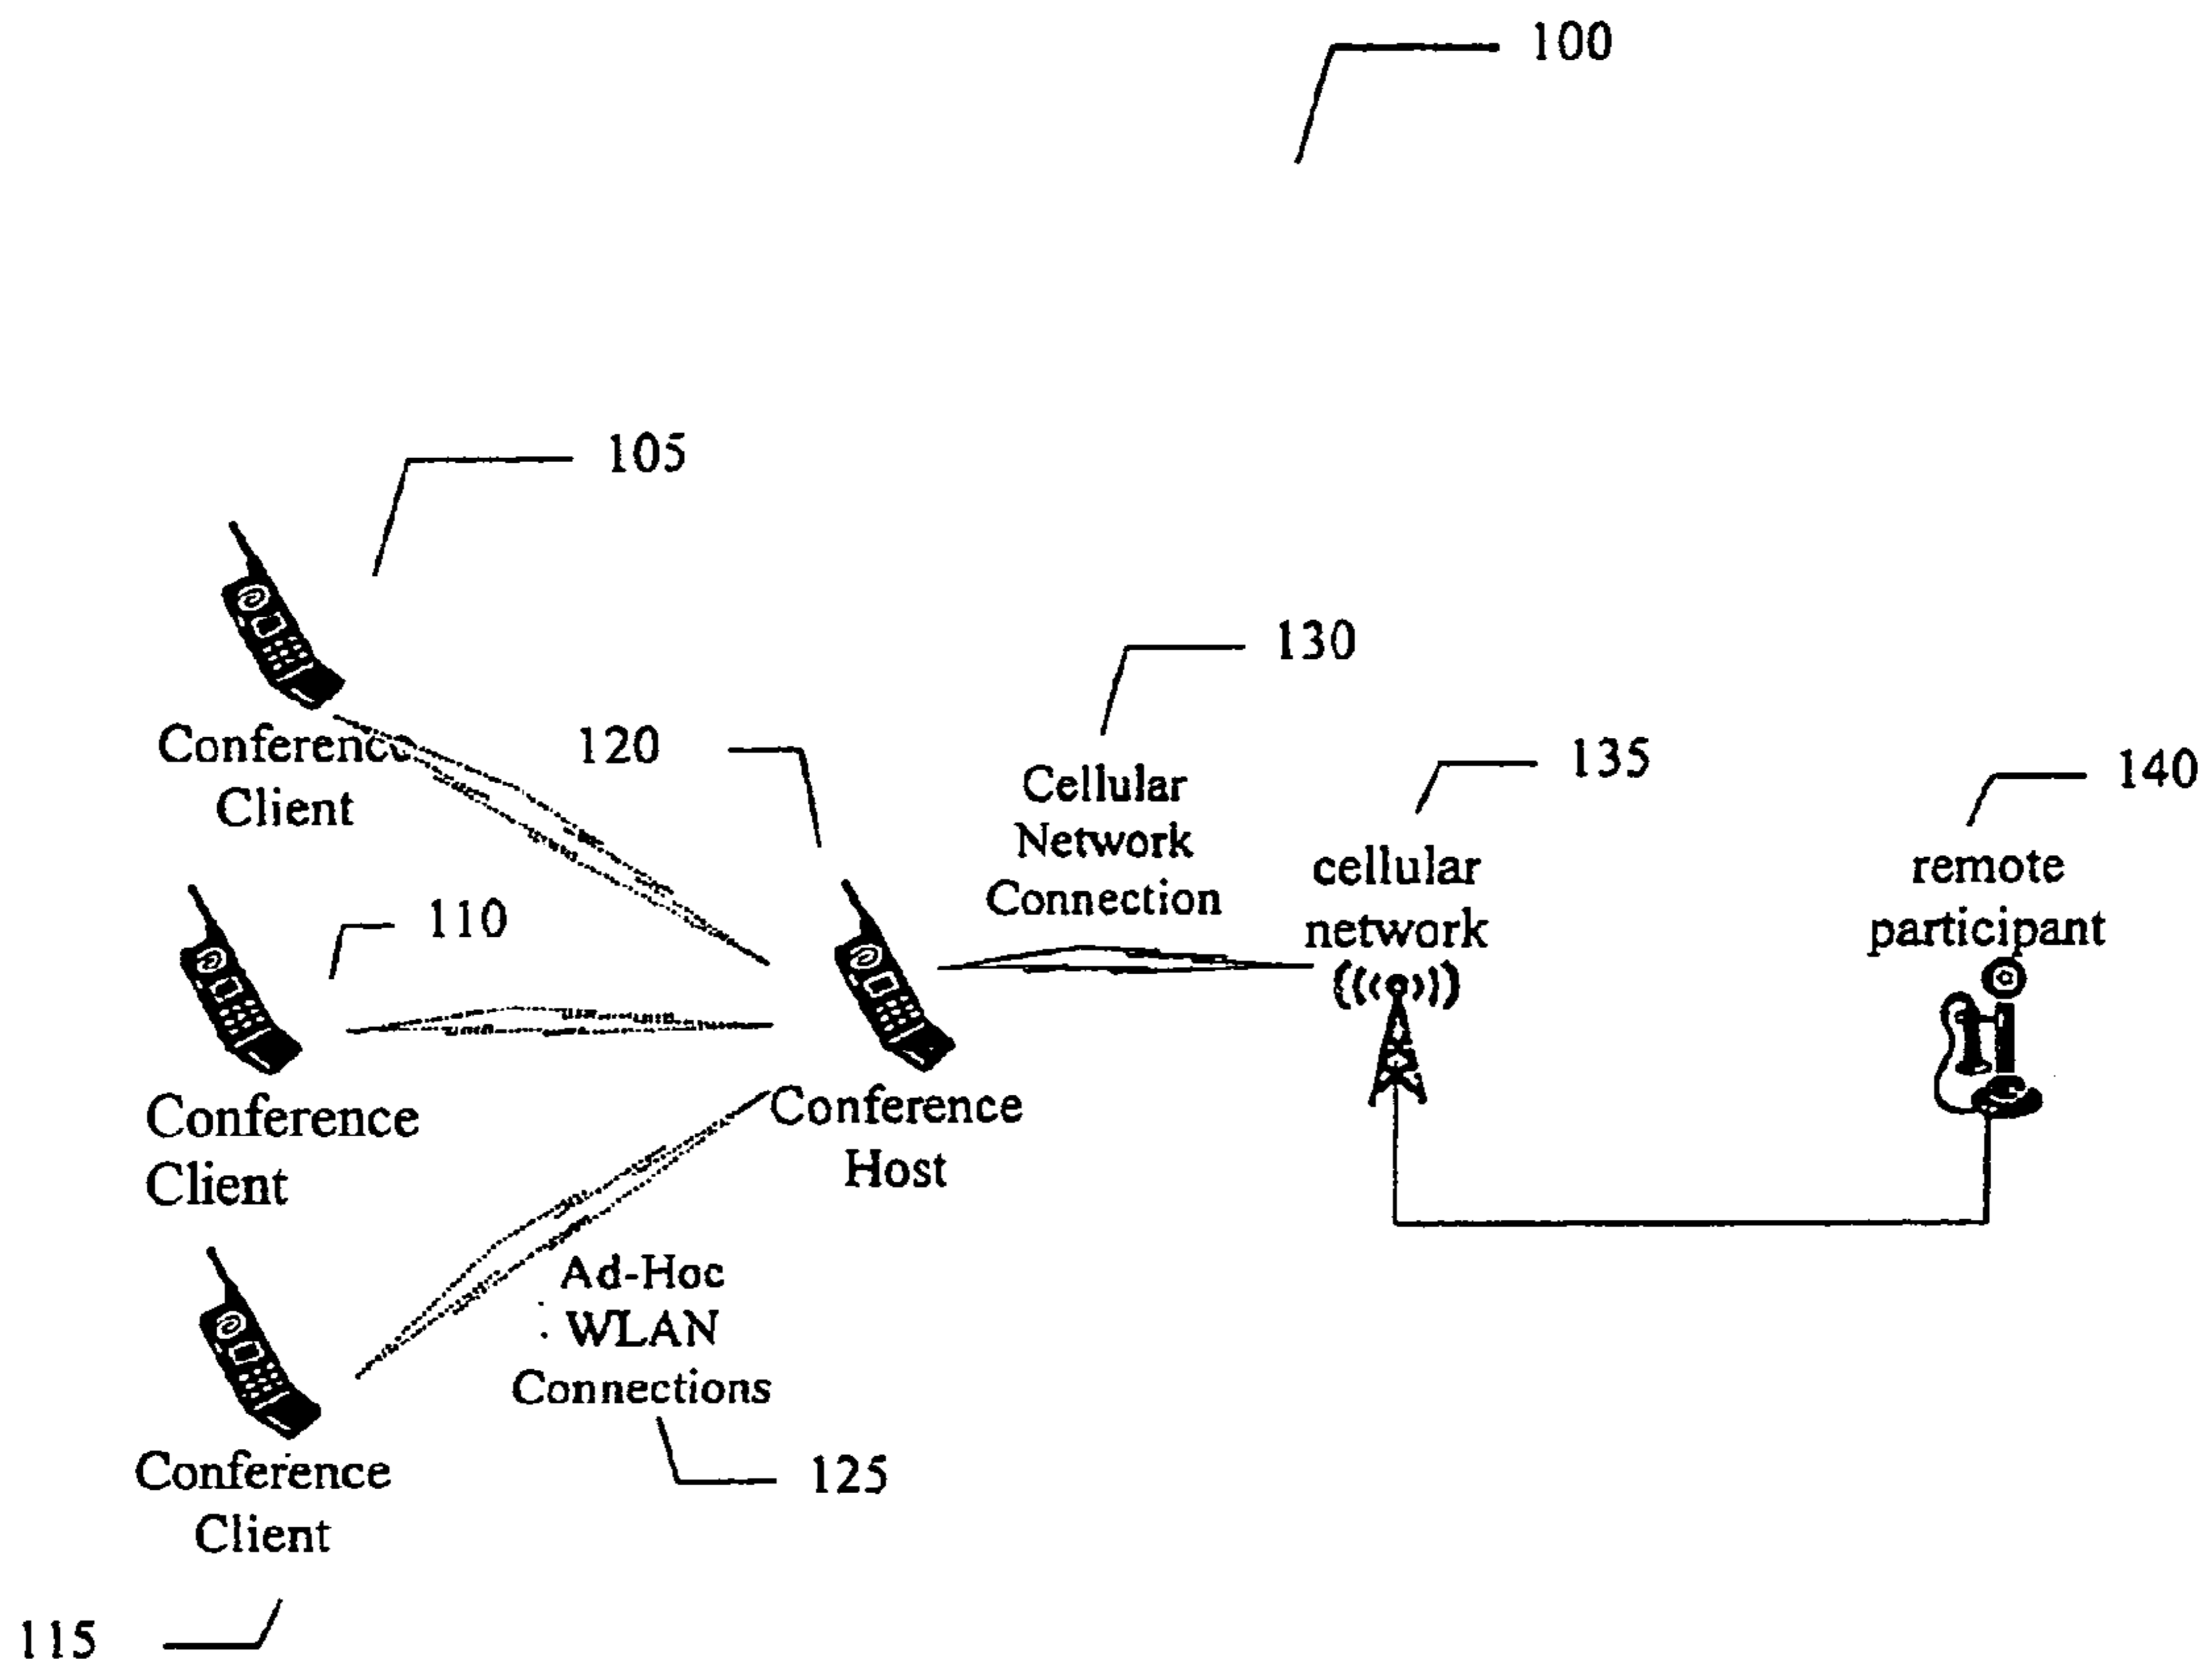 100
105
130
120
Conference
Client
135
140
Cellular
Network
Connection
cellular
network
remote
participant
110
Conference
Client
Conference
Host
Ad-Hoc
WLAN
Connections
125
Conference
Client
115